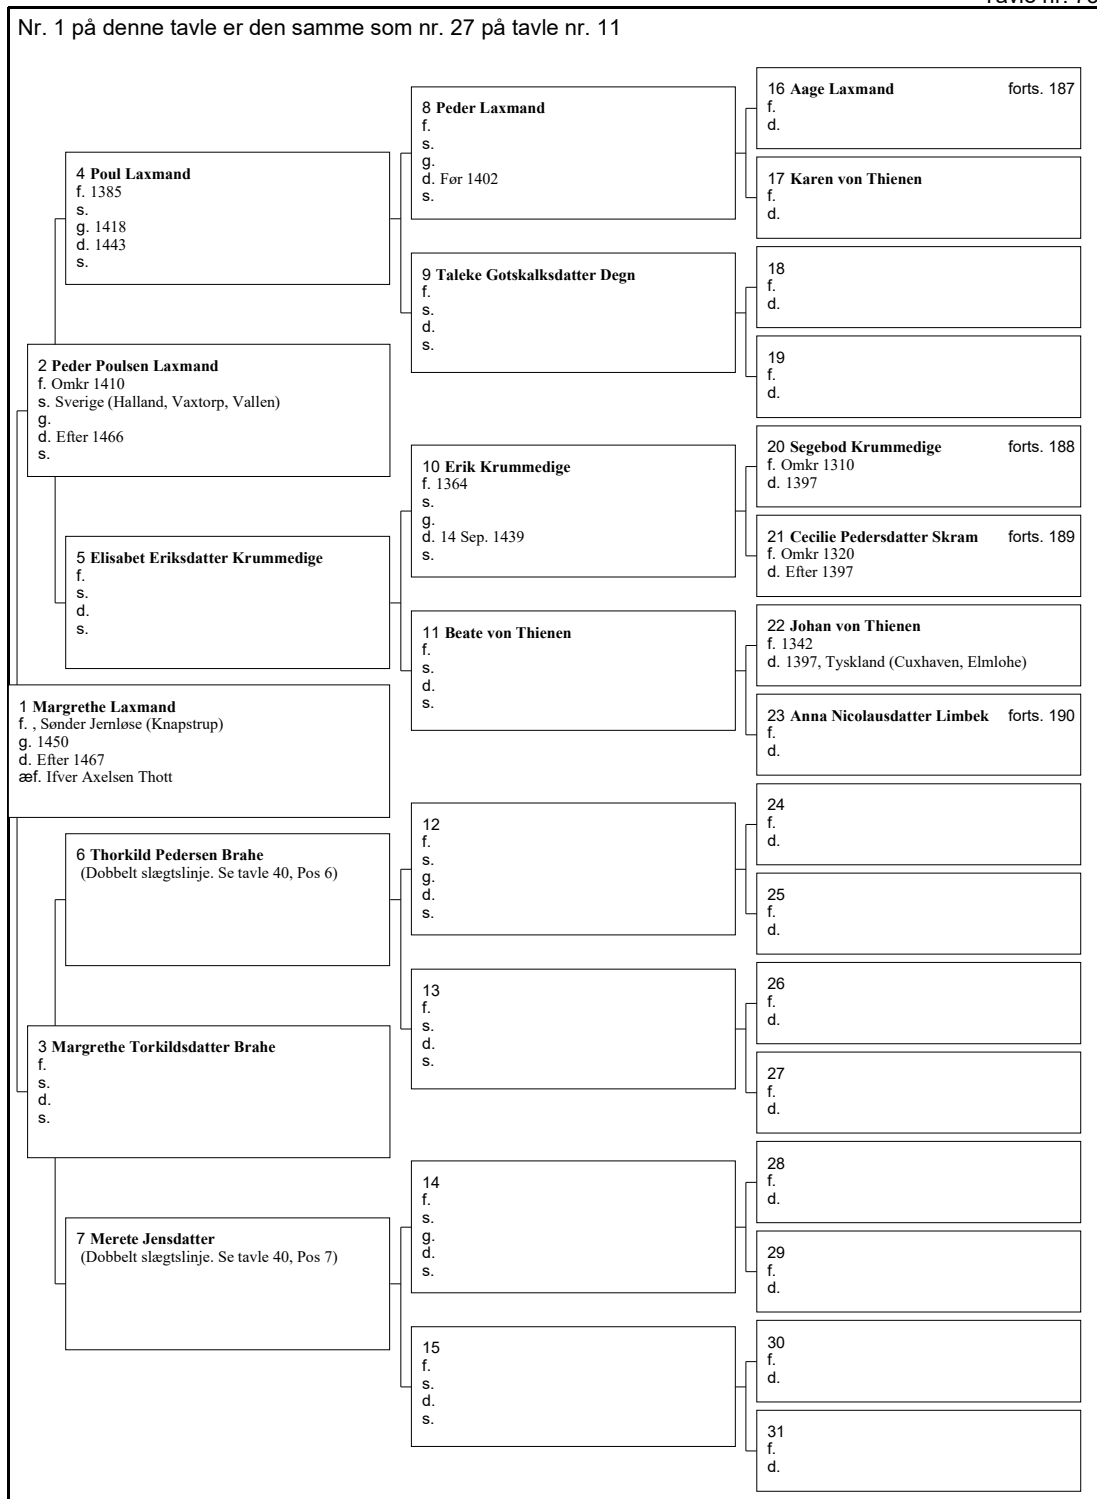 Nr. 1 på denne tavle er den samme som nr. 27 på tavle nr. 11
16 Aage Laxmand forts. 187
f.
d.
8 Peder Laxmand
f.
s.
g.
d. Før 1402
s.
17 Karen von Thienen
f.
d.
4 Poul Laxmand
f. 1385
s.
g. 1418
d. 1443
s.
18
f.
d.
9 Taleke Gotskalksdatter Degn
f.
s.
d.
s.
19
f.
d.
2 Peder Poulsen Laxmand
f. Omkr 1410
s. Sverige (Halland, Vaxtorp, Vallen)
g.
d. Efter 1466
s.
20 Segebod Krummedige forts. 188
f. Omkr 1310
d. 1397
10 Erik Krummedige
f. 1364
s.
g.
d. 14 Sep. 1439
s.
21 Cecilie Pedersdatter Skram forts. 189
f. Omkr 1320
d. Efter 1397
5 Elisabet Eriksdatter Krummedige
f.
s.
d.
s.
22 Johan von Thienen
f. 1342
d. 1397, Tyskland (Cuxhaven, Elmlohe)
11 Beate von Thienen
f.
s.
d.
s.
23 Anna Nicolausdatter Limbek forts. 190
f.
d.
1 Margrethe Laxmand
f. , Sønder Jernløse (Knapstrup)
g. 1450
d. Efter 1467
æf. Ifver Axelsen Thott
24
f.
d.
12
f.
s.
g.
d.
s.
25
f.
d.
6 Thorkild Pedersen Brahe
(Dobbelt slægtslinje. Se tavle 40, Pos 6)
26
f.
d.
13
f.
s.
d.
s.
27
f.
d.
3 Margrethe Torkildsdatter Brahe
f.
s.
d.
s.
28
f.
d.
14
f.
s.
g.
d.
s.
29
f.
d.
7 Merete Jensdatter
(Dobbelt slægtslinje. Se tavle 40, Pos 7)
30
f.
d.
15
f.
s.
d.
s.
31
f.
d.